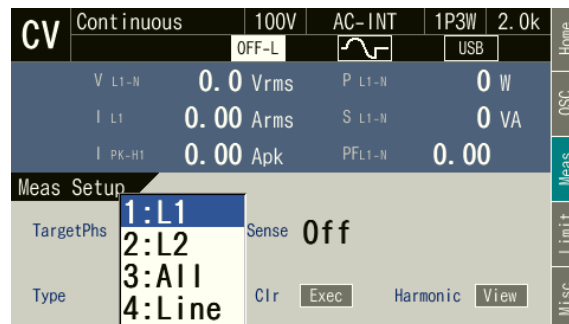 CV Continuous 100V AC-INT 1P3W 2.0k
OFF-L USB
V L1-N 0.0 Vrms P L1-N 0 W
I L1 0.00 Arms S L1-N 0 VA
I PK-H1 0.00 Apk PFL1-N 0.00
Meas Setup
TargetPhs 1:L1 Sense Off
2:L2
3:All
Type 4:Line Clr Exec Harmonic View
Home
OSC
Meas
Limit
Misc